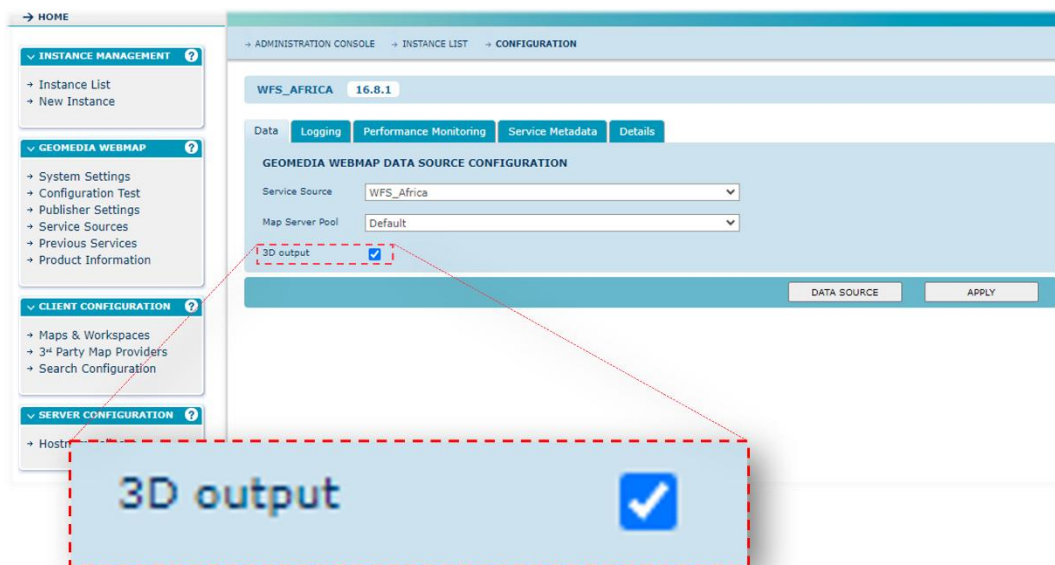 → HOME
→ ADMINISTRATION CONSOLE → INSTANCE LIST → CONFIGURATION
INSTANCE MANAGEMENT ?
→ Instance List
→ New Instance
GEOMEDIA WEBMAP ?
→ System Settings
→ Configuration Test
→ Publisher Settings
→ Service Sources
→ Previous Services
→ Product Information
CLIENT CONFIGURATION ?
→ Maps & Workspaces
→ 3rd Party Map Providers
→ Search Configuration
SERVER CONFIGURATION ?
WFS_AFRICA 16.8.1
Data Logging Performance Monitoring Service Metadata Details
GEOMEDIA WEBMAP DATA SOURCE CONFIGURATION
Service Source WFS_Africa
Map Server Pool Default
3D output
DATA SOURCE APPLY
3D output